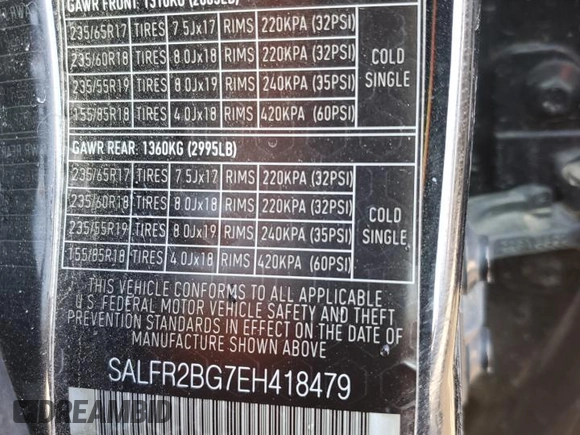 GAWR FRONT: 1310KG (2885LB)
235/65R17 TIRES 7.5Jx17 RIMS 220KPA (32PSI)
235/60R18 TIRES 8.0Jx18 RIMS 220KPA (32PSI) COLD
235/55R19 TIRES 8.0Jx19 RIMS 240KPA (35PSI) SINGLE
155/85R18 TIRES 4.0Jx18 RIMS 420KPA (60PSI)
GAWR REAR: 1360KG (2995LB)
235/65R17 TIRES 7.5Jx17 RIMS 220KPA (32PSI)
235/60R18 TIRES 8.0Jx18 RIMS 220KPA (32PSI) COLD
235/55R19 TIRES 8.0Jx19 RIMS 240KPA (35PSI) SINGLE
155/85R18 TIRES 4.0Jx18 RIMS 420KPA (60PSI)
THIS VEHICLE CONFORMS TO ALL APPLICABLE
U.S. FEDERAL MOTOR VEHICLE SAFETY AND THEFT
PREVENTION STANDARDS IN EFFECT ON THE DATE OF
MANUFACTURE SHOWN ABOVE.
SALFR2BG7EH418479
DREAMBID